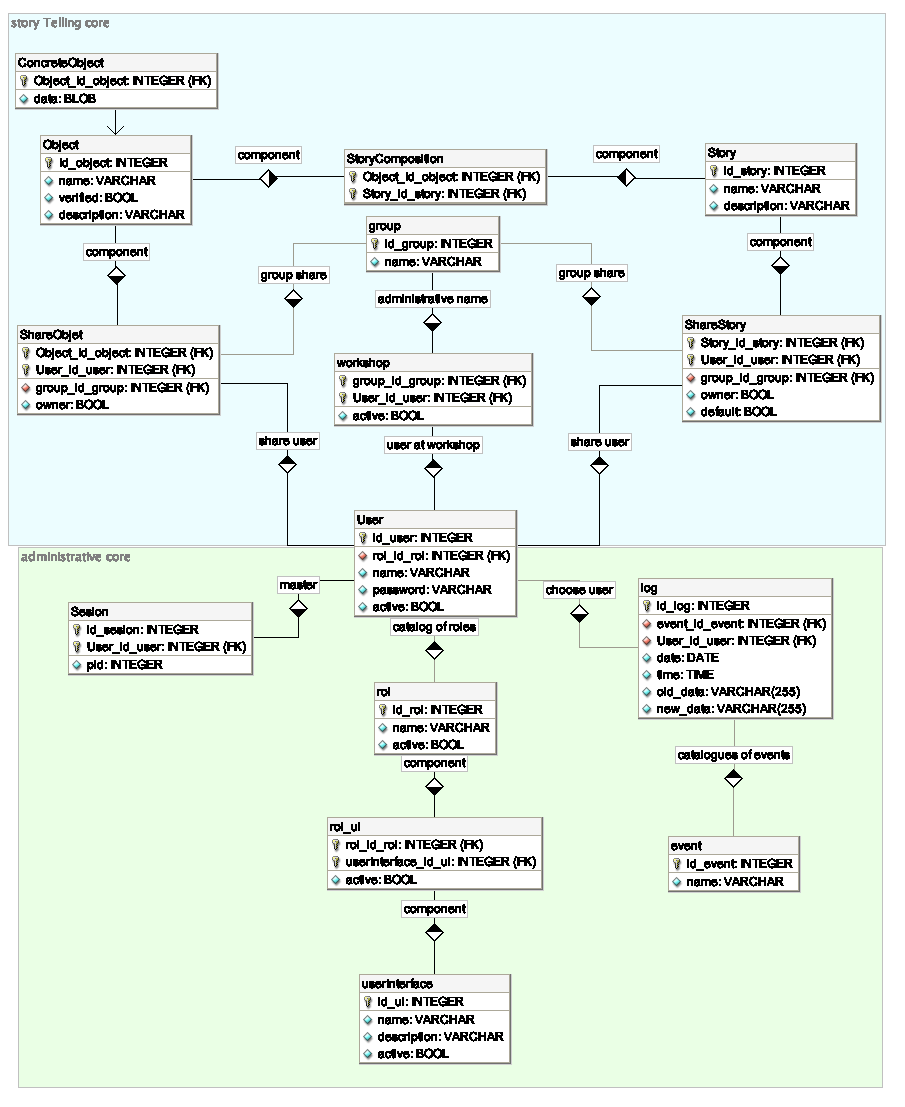 story Telling core
ConcreteObject
Object_id_object: INTEGER (FK)
data: BLOB
Object
id_object: INTEGER
name: VARCHAR
verified: BOOL
description: VARCHAR
component
StoryComposition
Object_id_object: INTEGER (FK)
Story_id_story: INTEGER (FK)
component
Story
id_story: INTEGER
name: VARCHAR
description: VARCHAR
component
group
id_group: INTEGER
name: VARCHAR
component
group share
group share
administrative name
ShareObjet
Object_id_object: INTEGER (FK)
User_id_user: INTEGER (FK)
group_id_group: INTEGER (FK)
owner: BOOL
workshop
group_id_group: INTEGER (FK)
User_id_user: INTEGER (FK)
active: BOOL
ShareStory
Story_id_story: INTEGER (FK)
User_id_user: INTEGER (FK)
group_id_group: INTEGER (FK)
owner: BOOL
default: BOOL
share user
user at workshop
share user
User
id_user: INTEGER
rol_id_rol: INTEGER (FK)
name: VARCHAR
password: VARCHAR
active: BOOL
administrative core
master
choose user
Sesion
id_sesion: INTEGER
User_id_user: INTEGER (FK)
pid: INTEGER
log
id_log: INTEGER
event_id_event: INTEGER (FK)
User_id_user: INTEGER (FK)
date: DATE
time: TIME
old_data: VARCHAR(255)
new_data: VARCHAR(255)
catalog of roles
rol
id_rol: INTEGER
name: VARCHAR
active: BOOL
component
catalogues of events
rol_ui
rol_id_rol: INTEGER (FK)
userinterface_id_ui: INTEGER (FK)
active: BOOL
event
id_event: INTEGER
name: VARCHAR
component
userinterface
id_ui: INTEGER
name: VARCHAR
description: VARCHAR
active: BOOL